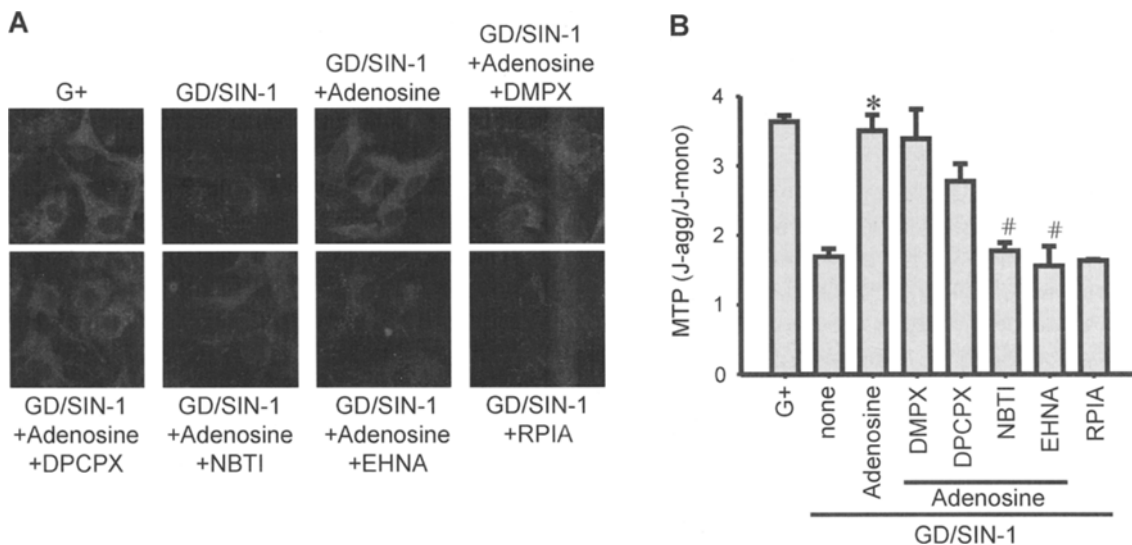 A
G+
GD/SIN-1
GD/SIN-1
+Adenosine
GD/SIN-1
+Adenosine
+DMPX
GD/SIN-1
+Adenosine
+DPCPX
GD/SIN-1
+Adenosine
+NBTI
GD/SIN-1
+Adenosine
+EHNA
GD/SIN-1
+RPIA
B
MTP (J-agg/J-mono)
4
3
2
1
0
*
#
#
G+
none
Adenosine
DMPX
DPCPX
NBTI
EHNA
RPIA
Adenosine
GD/SIN-1